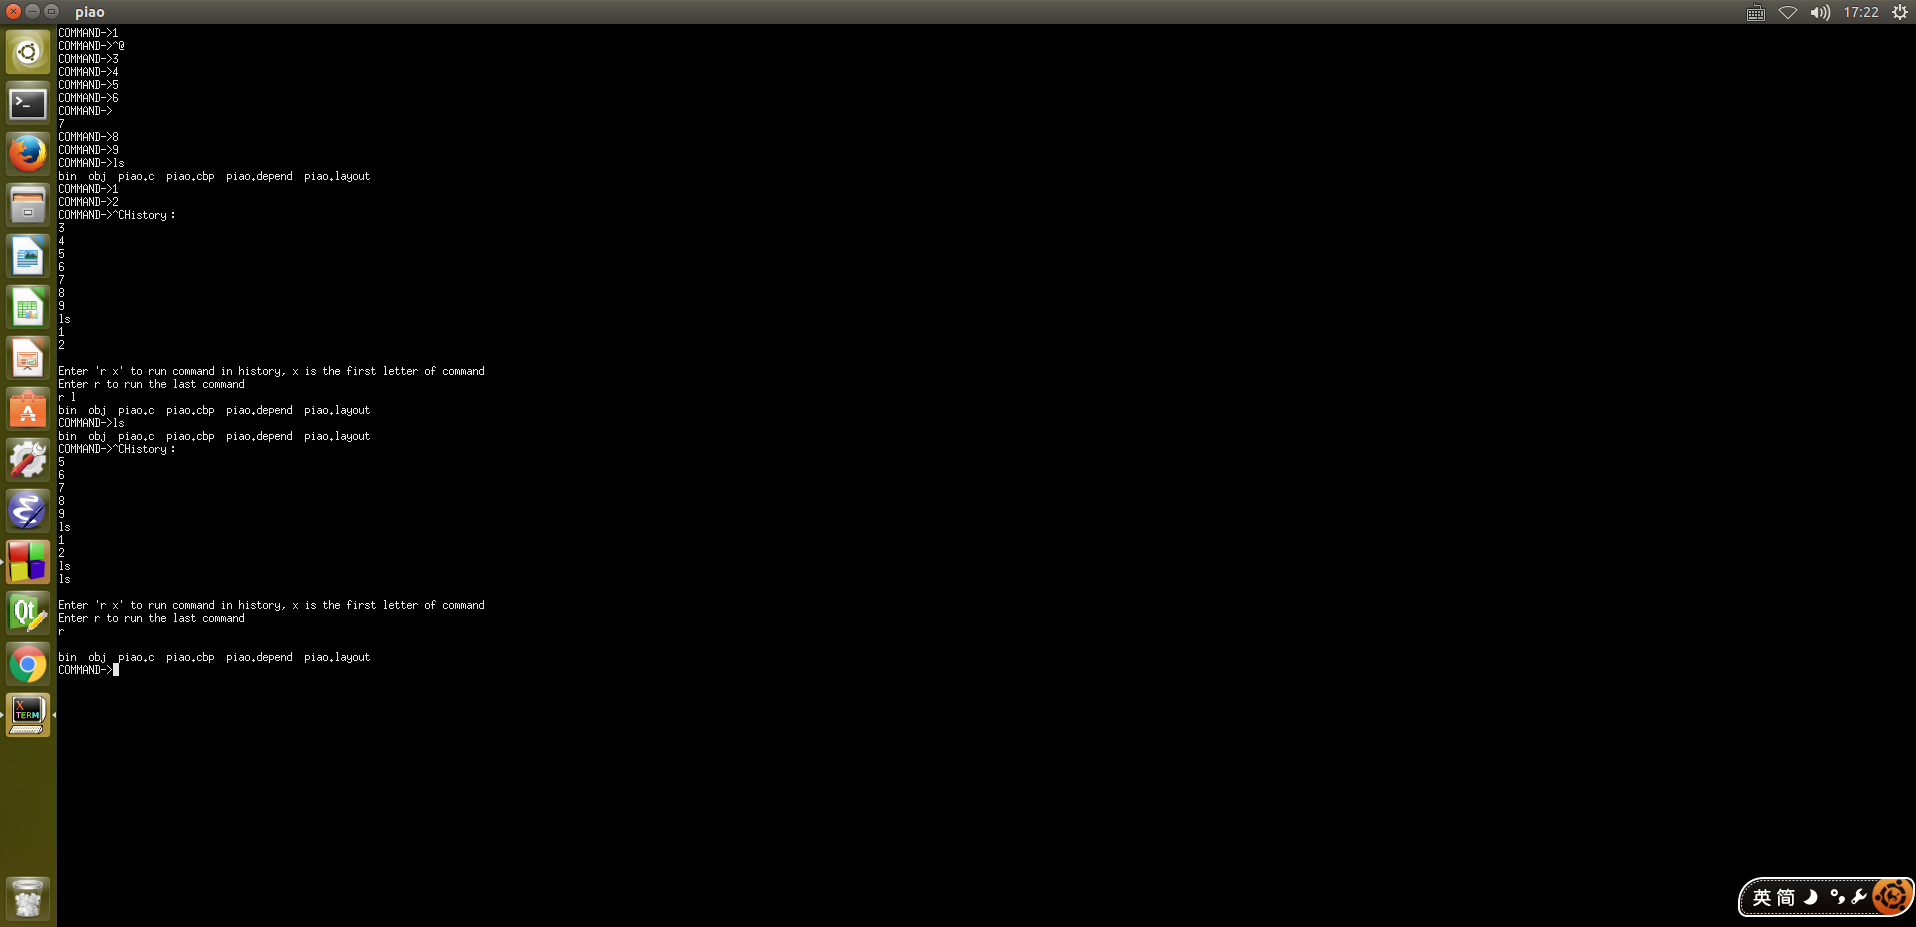 piao
17:22
COMMAND->1
COMMAND->^@
COMMAND->3
COMMAND->4
COMMAND->5
COMMAND->6
COMMAND->
7
COMMAND->8
COMMAND->9
COMMAND->ls
bin  obj  piao.c  piao.cbp  piao.depend  piao.layout
COMMAND->1
COMMAND->2
COMMAND->^CHistory：
3
4
5
6
7
8
9
ls
1
2
Enter 'r x' to run command in history, x is the first letter of command
Enter r to run the last command
r l
bin  obj  piao.c  piao.cbp  piao.depend  piao.layout
COMMAND->ls
bin  obj  piao.c  piao.cbp  piao.depend  piao.layout
COMMAND->^CHistory：
5
6
7
8
9
ls
1
2
ls
ls
Enter 'r x' to run command in history, x is the first letter of command
Enter r to run the last command
r
bin  obj  piao.c  piao.cbp  piao.depend  piao.layout
COMMAND->
Qt
X
TERM
英 简